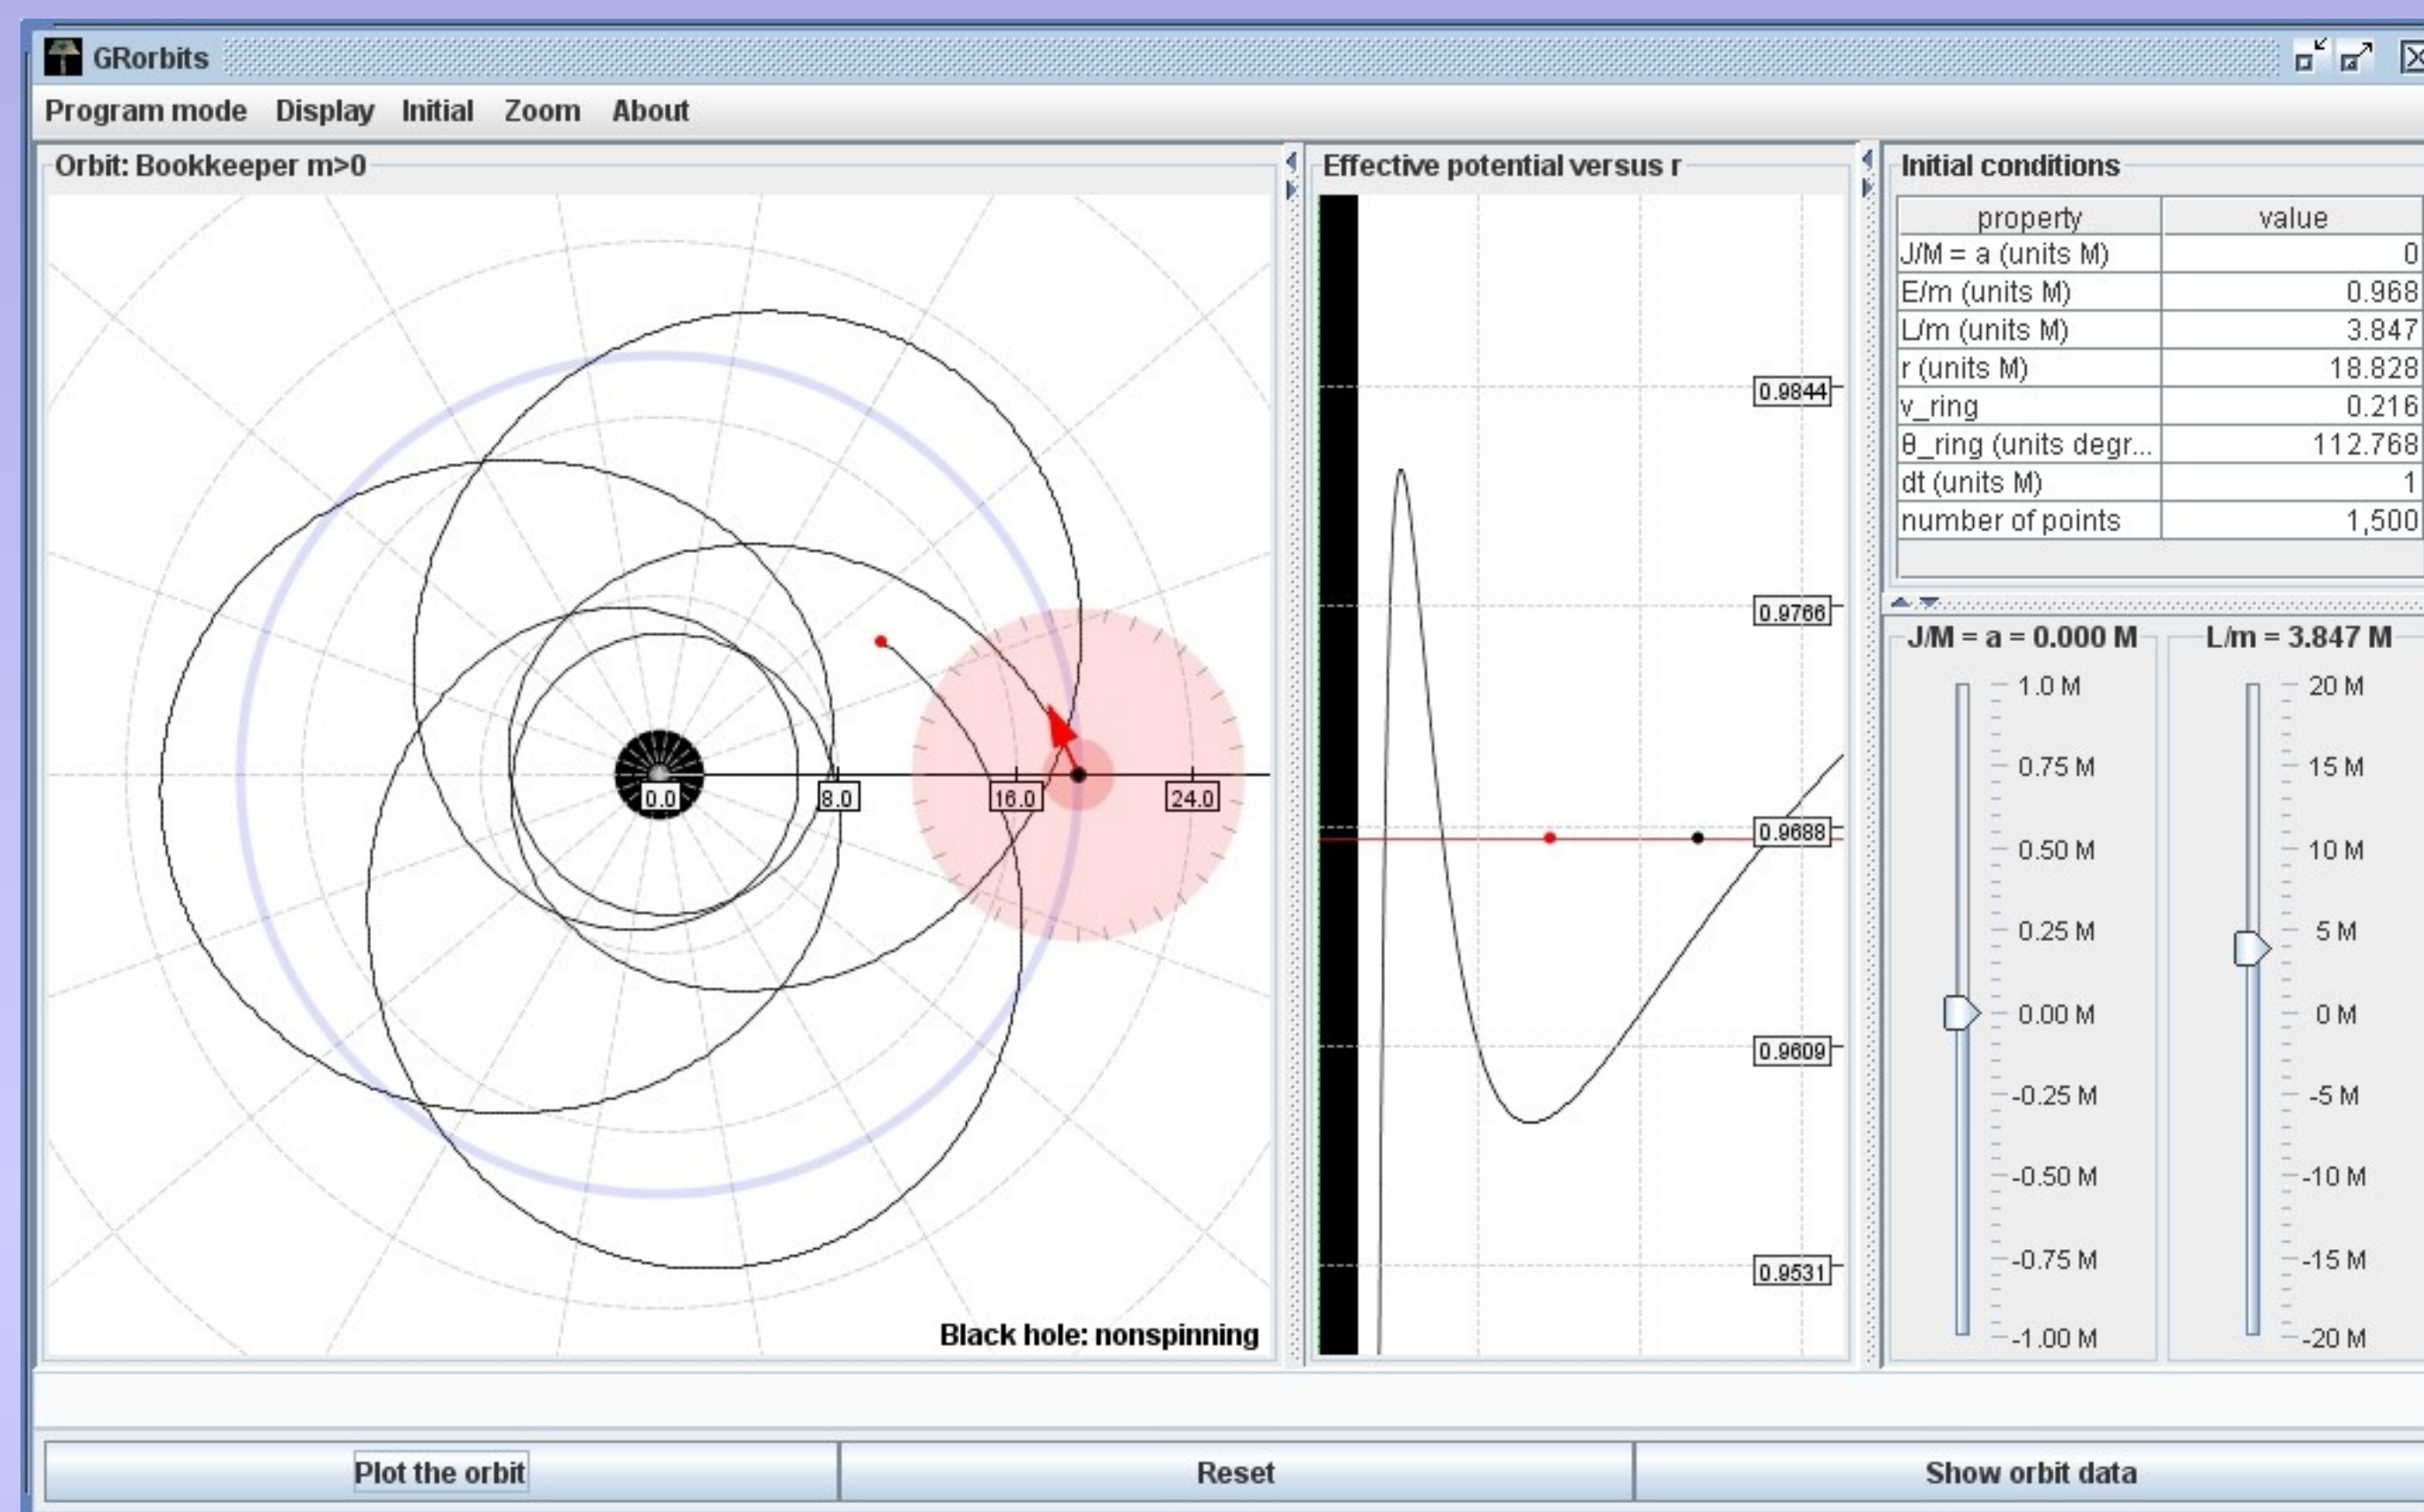 GRorbits
Program mode Display Initial Zoom About
Orbit: Bookkeeper m>0
0.0
8.0
16.0
24.0
Black hole: nonspinning
Effective potential versus r
0.9844
0.9766
0.9688
0.9609
0.9531
Initial conditions
property value
J/M = a (units M) 0
E/m (units M) 0.968
L/m (units M) 3.847
r (units M) 18.828
v_ring 0.216
θ_ring (units degr... 112.768
dt (units M) 1
number of points 1,500
J/M = a = 0.000 M
1.0 M
0.75 M
0.50 M
0.25 M
0.00 M
-0.25 M
-0.50 M
-0.75 M
-1.00 M
L/m = 3.847 M
20 M
15 M
10 M
5 M
0 M
-5 M
-10 M
-15 M
-20 M
Plot the orbit
Reset
Show orbit data